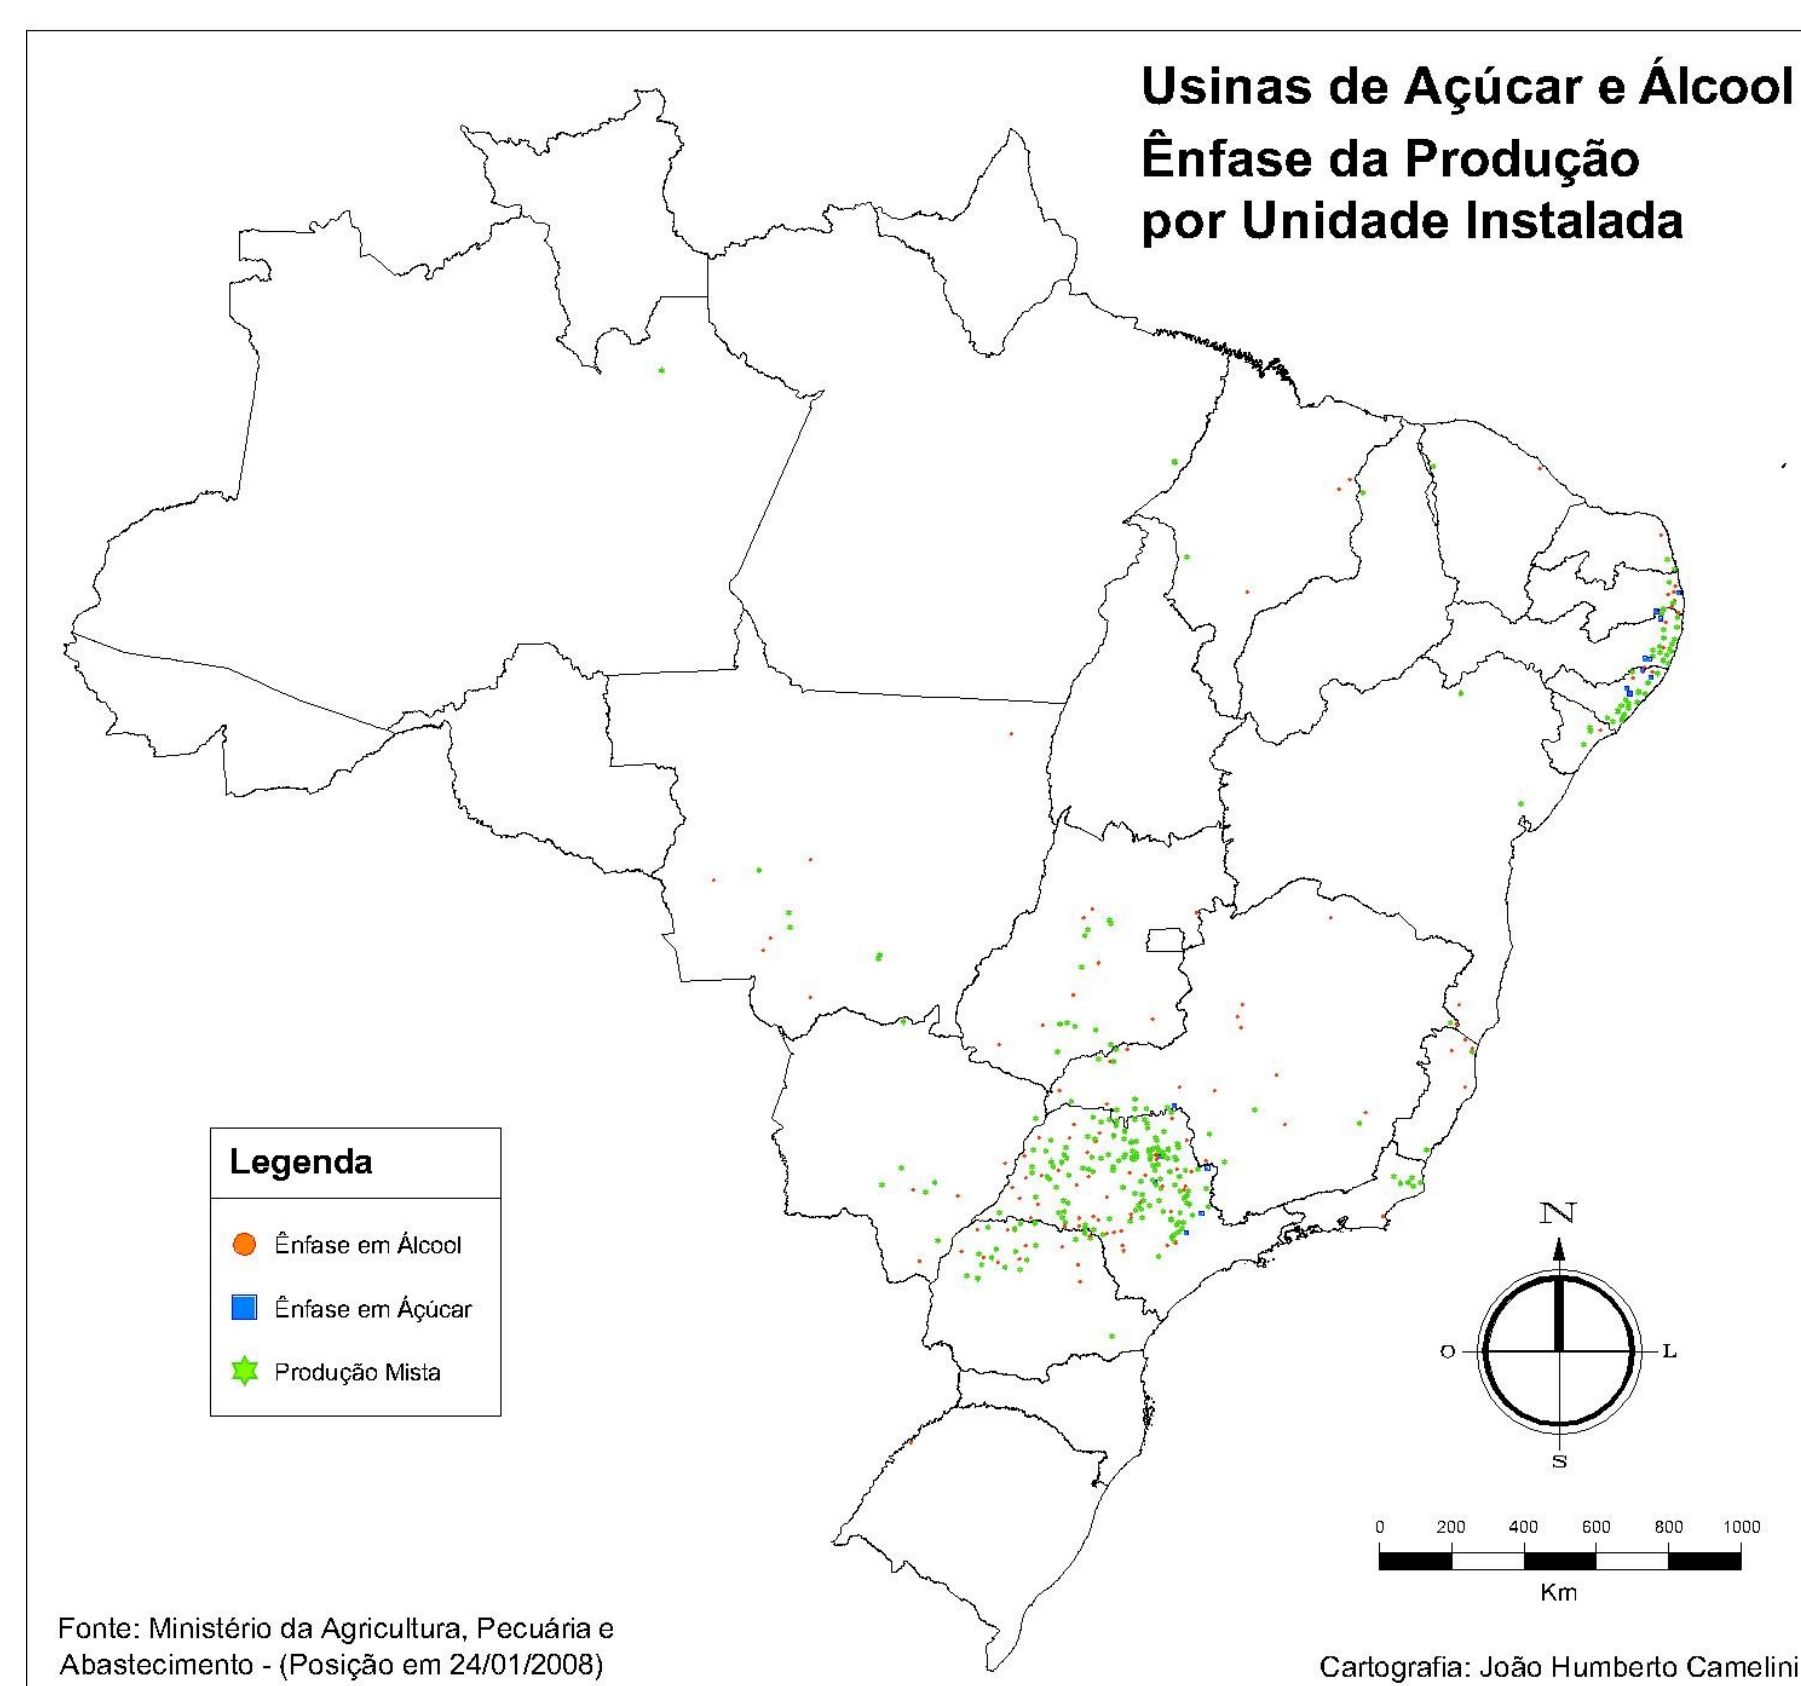 Usinas de Açúcar e Álcool
Ênfase da Produção
por Unidade Instalada
Legenda
Ênfase em Álcool
Ênfase em Áçúcar
Produção Mista
N
O
L
S
0 200 400 600 800 1000
Km
Fonte: Ministério da Agricultura, Pecuária e
Abastecimento - (Posição em 24/01/2008)
Cartografia: João Humberto Camelini